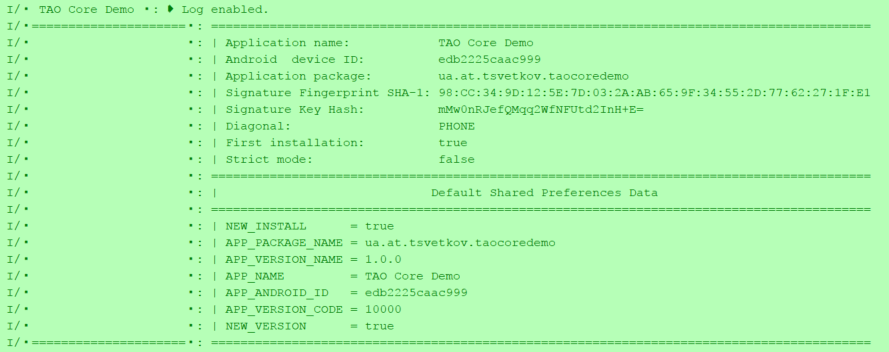 I/• TAO Core Demo •: ❥ Log enabled.
I/•=====================•: ==========================================================================================
I/•                     •: | Application name:            TAO Core Demo
I/•                     •: | Android  device ID:          edb2225caac999
I/•                     •: | Application package:         ua.at.tsvetkov.taocoredemo
I/•                     •: | Signature Fingerprint SHA-1: 98:CC:34:9D:12:5E:7D:03:2A:AB:65:9F:34:55:2D:77:62:27:1F:E1
I/•                     •: | Signature Key Hash:          mMw0nRJefQMqq2WfNFUtd2InH+E=
I/•                     •: | Diagonal:                    PHONE
I/•                     •: | First installation:          true
I/•                     •: | Strict mode:                 false
I/•                     •: ==========================================================================================
I/•                     •: |                             Default Shared Preferences Data
I/•                     •: ==========================================================================================
I/•                     •: | NEW_INSTALL      = true
I/•                     •: | APP_PACKAGE_NAME = ua.at.tsvetkov.taocoredemo
I/•                     •: | APP_VERSION_NAME = 1.0.0
I/•                     •: | APP_NAME         = TAO Core Demo
I/•                     •: | APP_ANDROID_ID   = edb2225caac999
I/•                     •: | APP_VERSION_CODE = 10000
I/•                     •: | NEW_VERSION      = true
I/•=====================•: ==========================================================================================